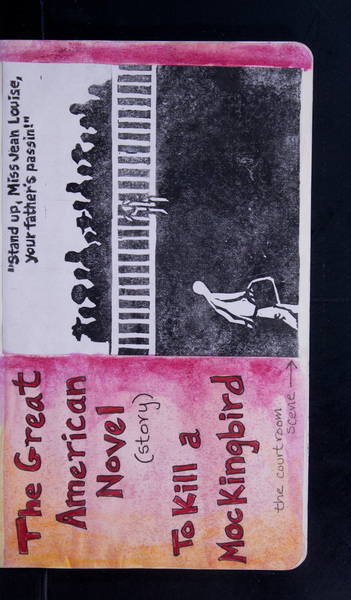 "Stand up, Miss Jean Louise,
your father's passin!"
The Great
American
Novel
(story)
To Kill a
Mockingbird
the courtroom
scene →